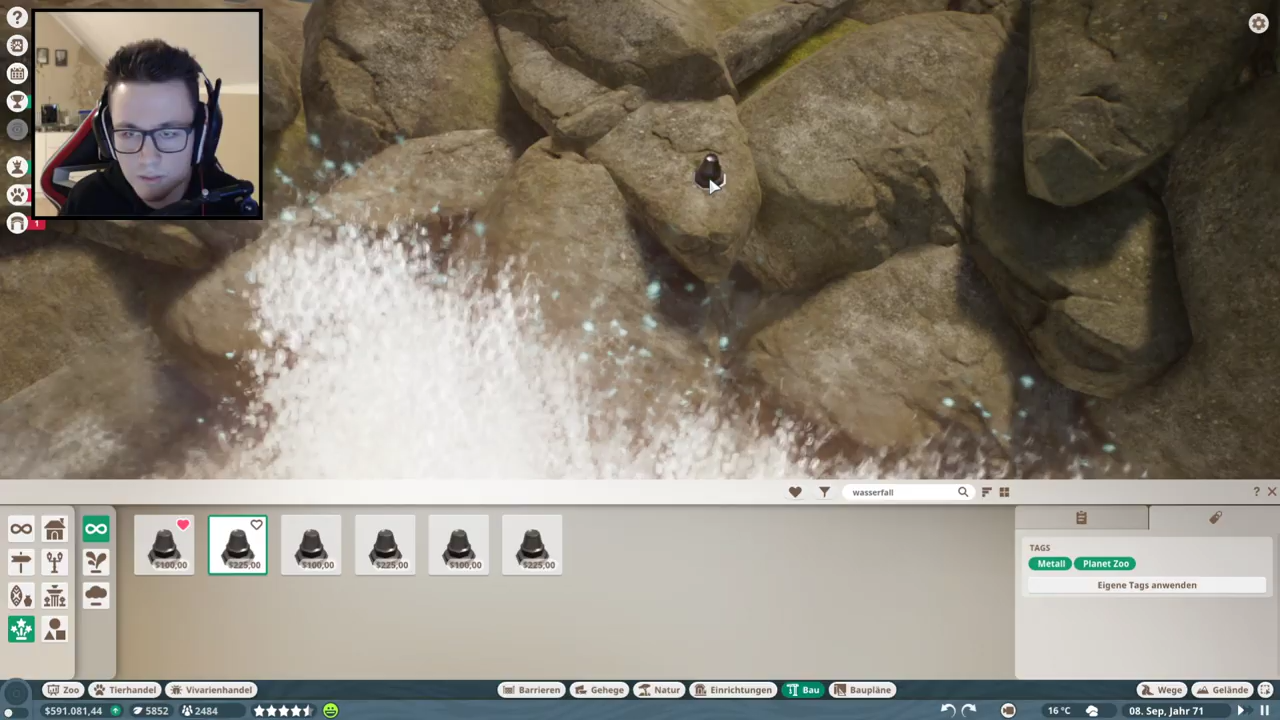 1
wasserfall
?
$100,00 $225,00 $100,00 $225,00 $100,00 $225,00
TAGS
Metall Planet Zoo
Eigene Tags anwenden
Zoo Tierhandel Vivarienhandel Barrieren Gehege Natur Einrichtungen Bau Baupläne Wege Gelände
$591.081,44 5852 2484 16 °C 08. Sep, Jahr 71